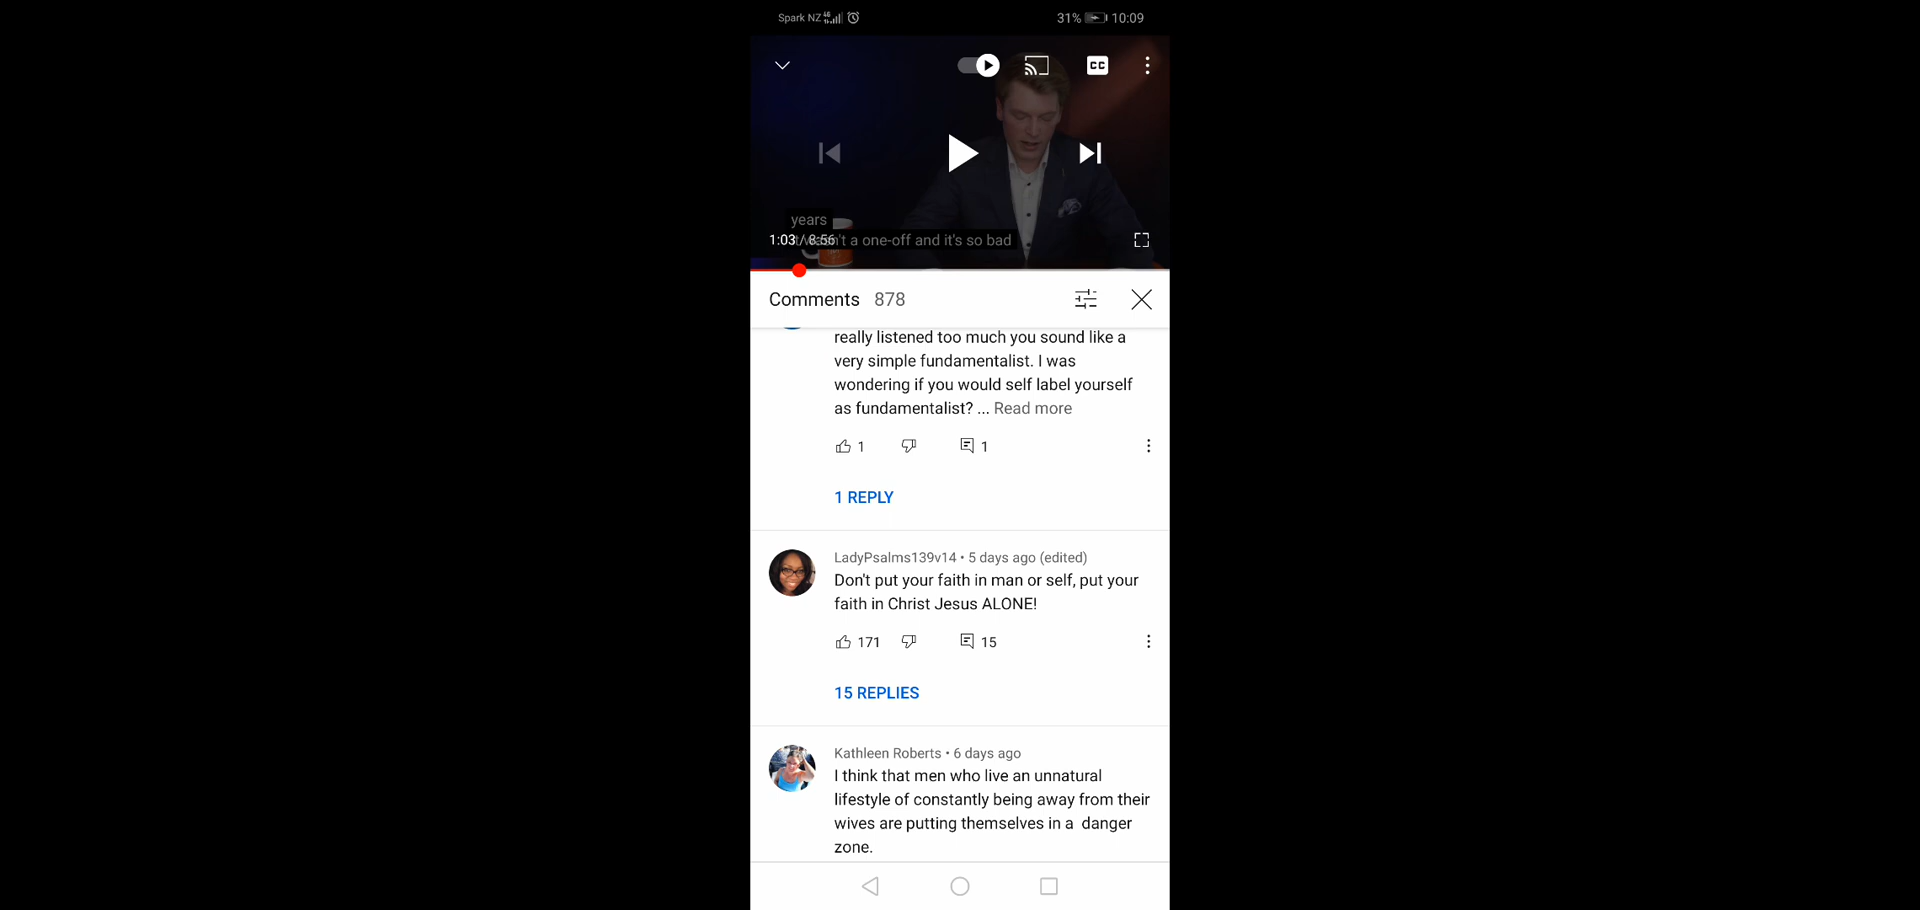 Spark NZ 4G 31% 10:09
CC
years
1:03 / 8:56
it wasn't a one-off and it's so bad
Comments 878
really listened too much you sound like a
very simple fundamentalist. I was
wondering if you would self label yourself
as fundamentalist? ... Read more
1 1
1 REPLY
LadyPsalms139v14 • 5 days ago (edited)
Don't put your faith in man or self, put your
faith in Christ Jesus ALONE!
171 15
15 REPLIES
Kathleen Roberts • 6 days ago
I think that men who live an unnatural
lifestyle of constantly being away from their
wives are putting themselves in a danger
zone.